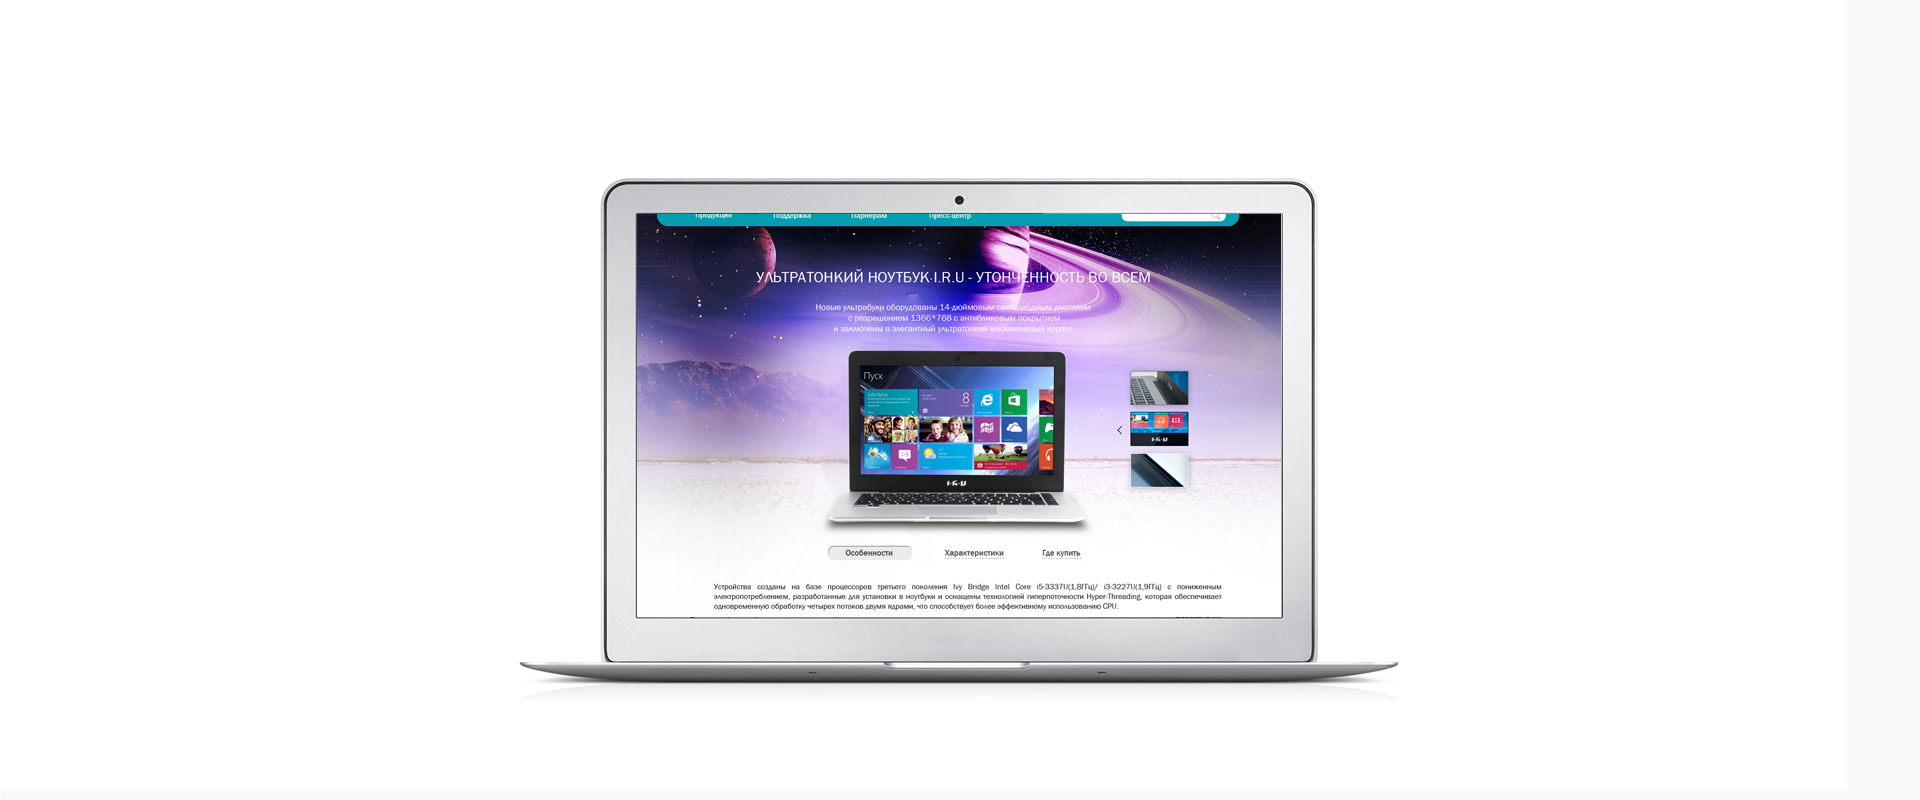 Продукция Поддержка Парнерам Пресс-центр
УЛЬТРАТОНКИЙ НОУТБУК I.R.U - УТОНЧЕННОСТЬ ВО ВСЕМ
Новые ультрабуки оборудованы 14-дюймовым светодиодным дисплеем
с разрешением 1366*768 с антибликовым покрытием
и заключены в элегантный ультратонкий алюминиевый корпус
Пуск
8
I·R·U
I·R·U
Особенности Характеристики Где купить
Устройства созданы на базе процессоров третьего поколения Ivy Bridge Intel Core i5-3337U(1,8ГГц)/ i3-3227U(1,9ГГц) с пониженным
электропотреблением, разработанные для установки в ноутбуки и оснащены технологией гиперпоточности Hyper-Threading, которая обеспечивает
одновременную обработку четырех потоков двумя ядрами, что способствует более эффективному использованию CPU.